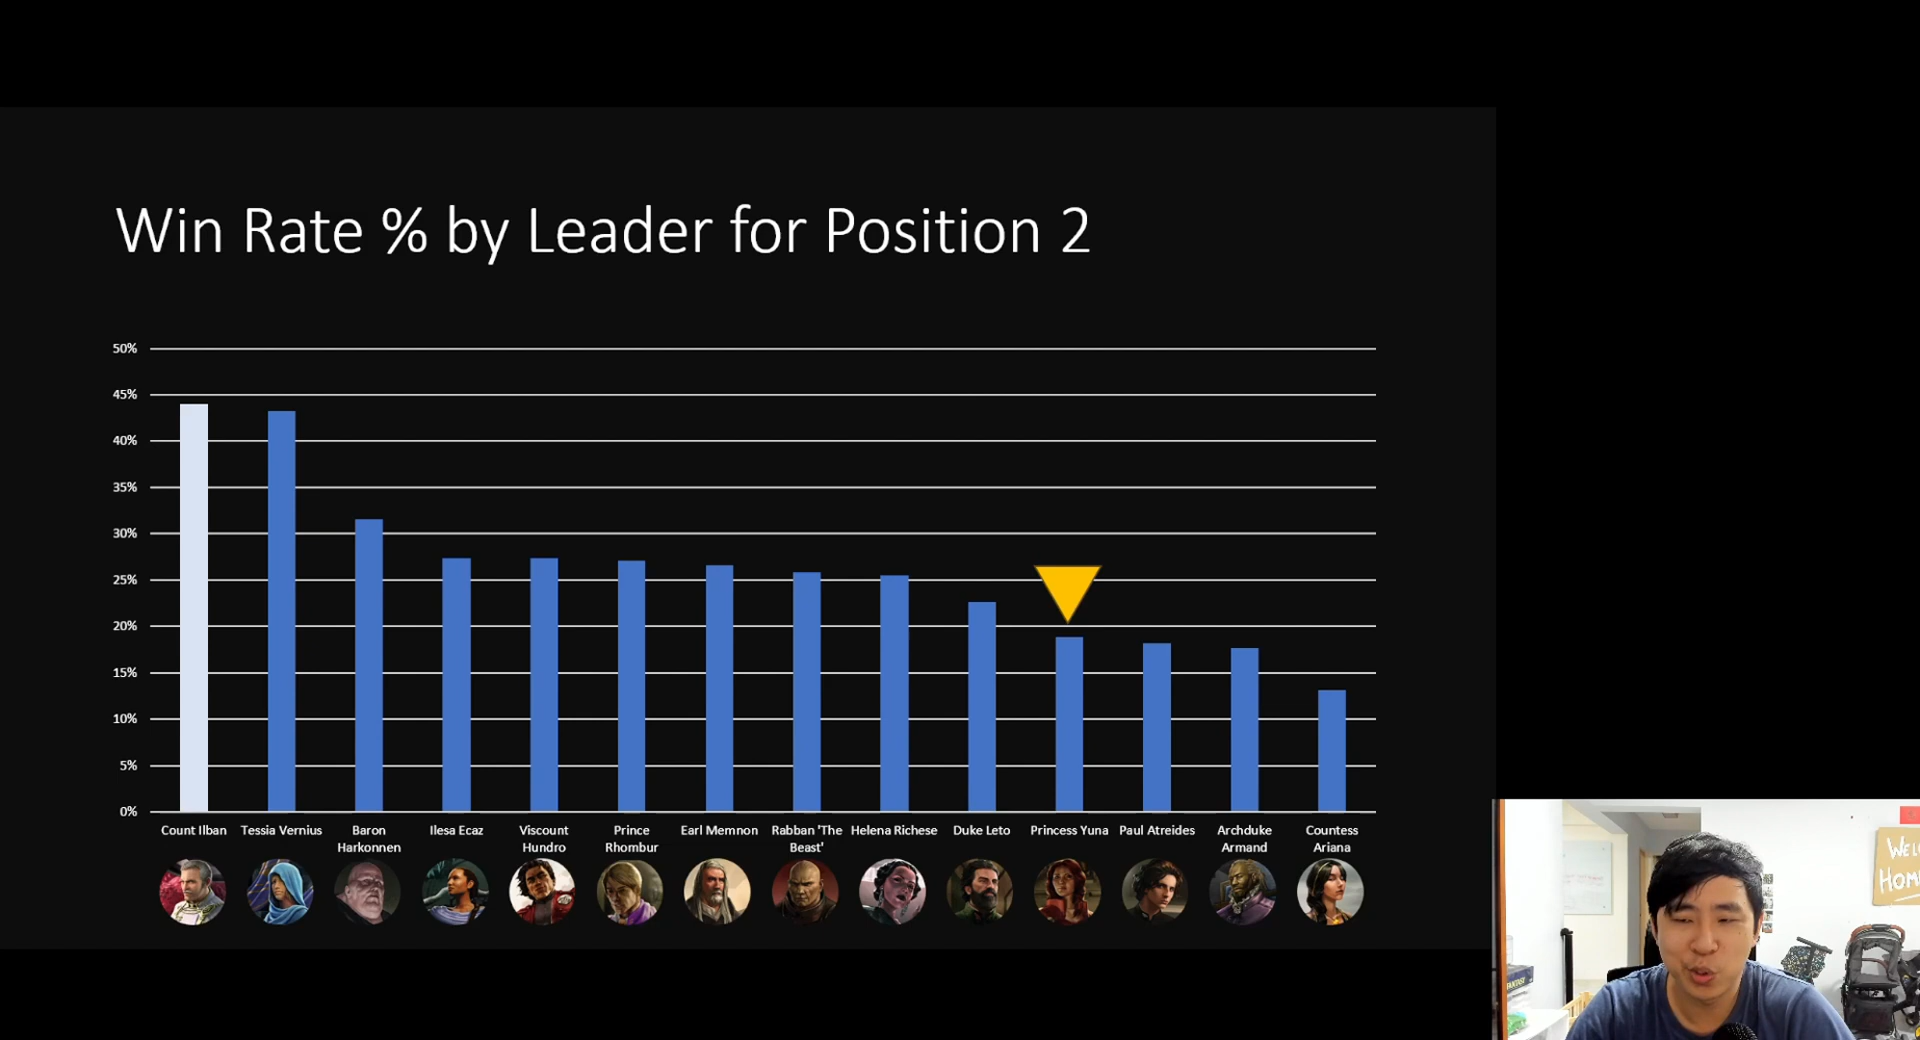 Win Rate % by Leader for Position 2
50%
45%
40%
35%
30%
25%
20%
15%
10%
5%
0%
Count Ilban
Tessia Vernius
Baron
Harkonnen
Ilesa Ecaz
Viscount
Hundro
Prince
Rhombur
Earl Memnon
Rabban 'The
Beast'
Helena Richese
Duke Leto
Princess Yuna
Paul Atreides
Archduke
Armand
Countess
Ariana